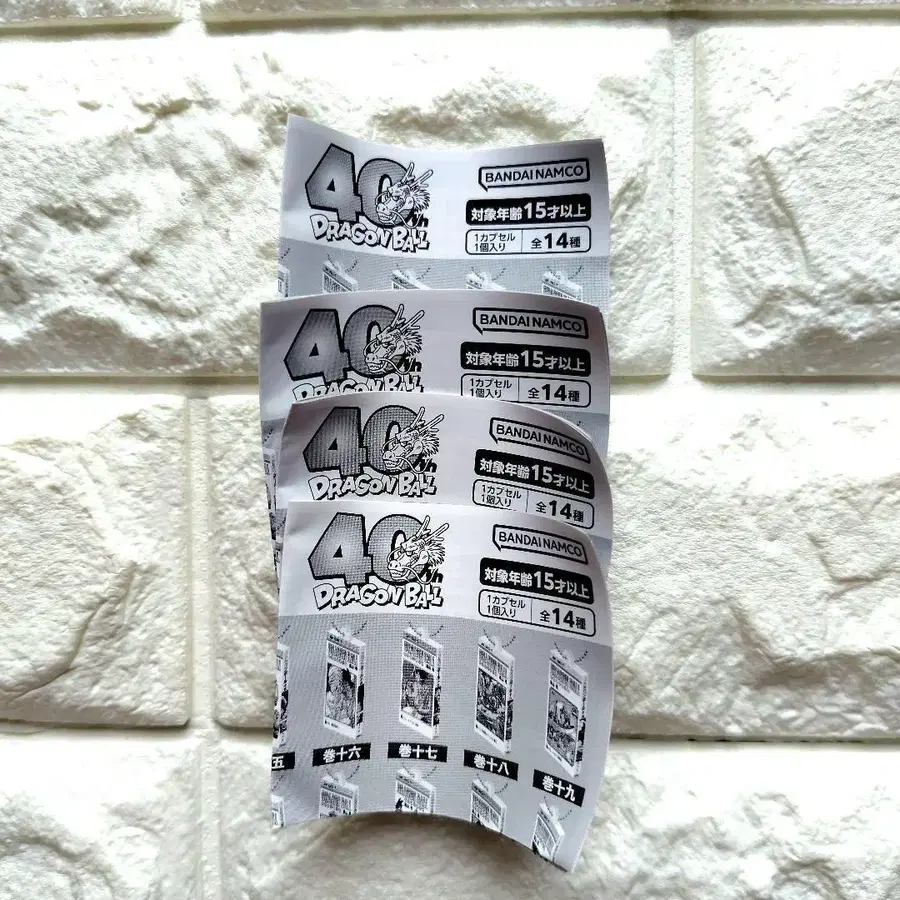 40th
DRAGON BALL
BANDAI NAMCO
対象年齢15才以上
1カプセル
1個入り
全14種
40th
DRAGON BALL
BANDAI NAMCO
対象年齢15才以上
1カプセル
1個入り
全14種
40th
DRAGON BALL
BANDAI NAMCO
対象年齢15才以上
1カプセル
1個入り
全14種
40th
DRAGON BALL
BANDAI NAMCO
対象年齢15才以上
1カプセル
1個入り
全14種
五
巻十六
巻十七
巻十八
巻十九